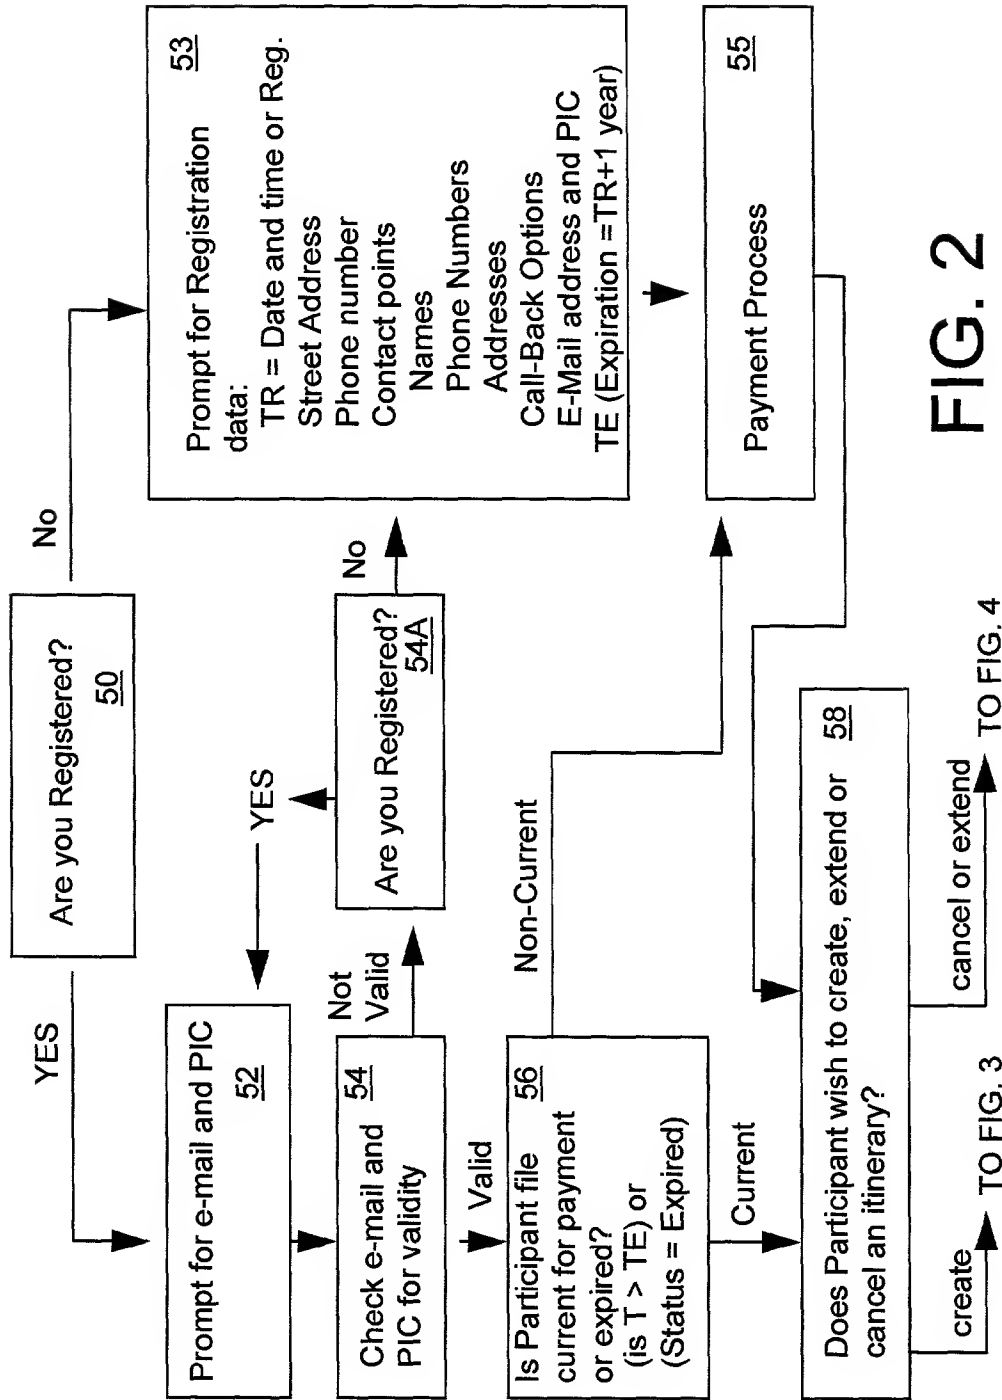 Are you Registered?
50
YES
No
Prompt for e-mail and PIC
52
YES
Check e-mail and
PIC for validity
54
Not
Valid
Are you Registered?
54A
No
Prompt for Registration
data:
53
TR = Date and time or Reg.
Street Address
Phone number
Contact points
Names
Phone Numbers
Addresses
Call-Back Options
E-Mail address and PIC
TE (Expiration =TR+1 year)
Valid
Is Participant file
current for payment
or expired?
(is T > TE) or
(Status = Expired)
56
Non-Current
Payment Process
55
Current
Does Participant wish to create, extend or
cancel an itinerary?
58
create
TO FIG. 3
cancel or extend
TO FIG. 4
FIG. 2